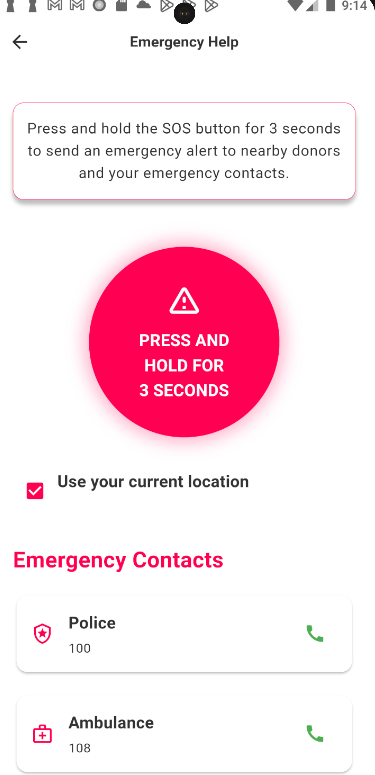 9:14
Emergency Help
Press and hold the SOS button for 3 seconds
to send an emergency alert to nearby donors
and your emergency contacts.
PRESS AND
HOLD FOR
3 SECONDS
Use your current location
Emergency Contacts
Police
100
Ambulance
108